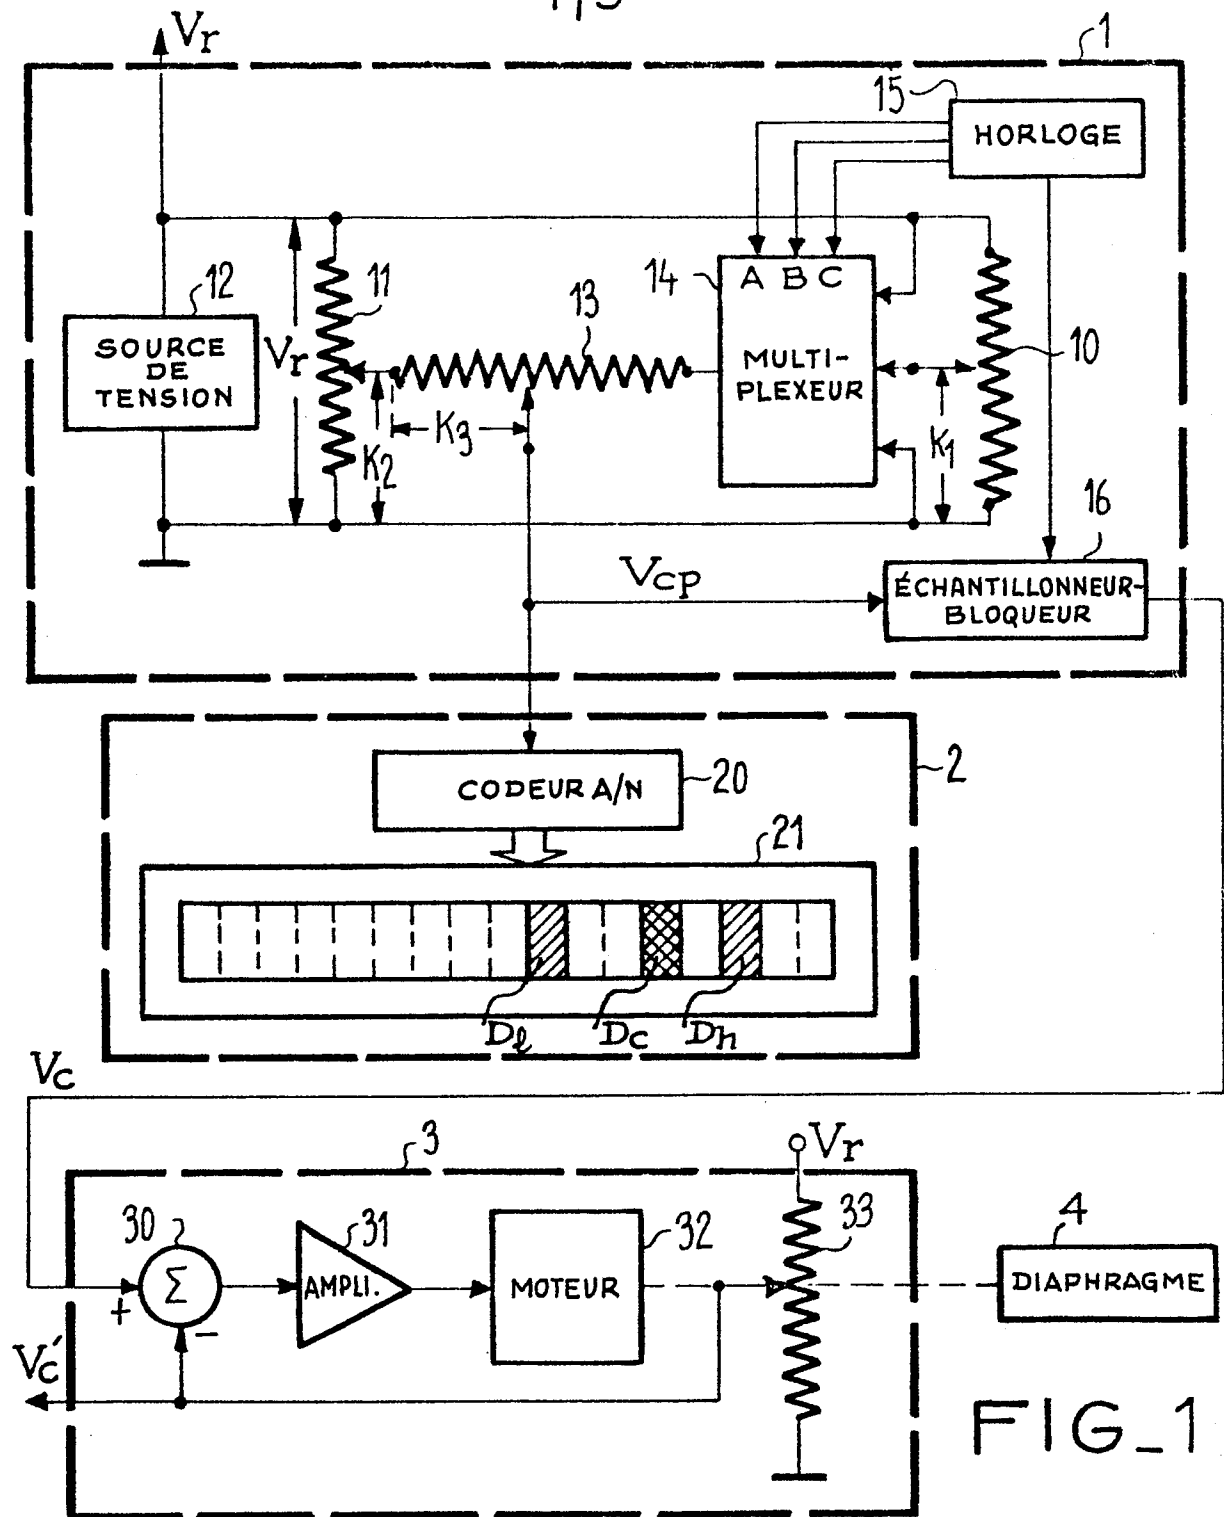 Vr
1
15
HORLOGE
12
SOURCE
DE
TENSION
Vr
11
13
14
A B C
MULTI-
PLEXEUR
10
K3
K2
K1
16
Vcp
ÉCHANTILLONNEUR-
BLOQUEUR
2
CODEUR A/N
20
21
Dℓ
Dc
Dh
Vc
3
Vr
30
31
32
33
4
Σ
AMPLI.
MOTEUR
DIAPHRAGME
+
−
Vc'
FIG_1